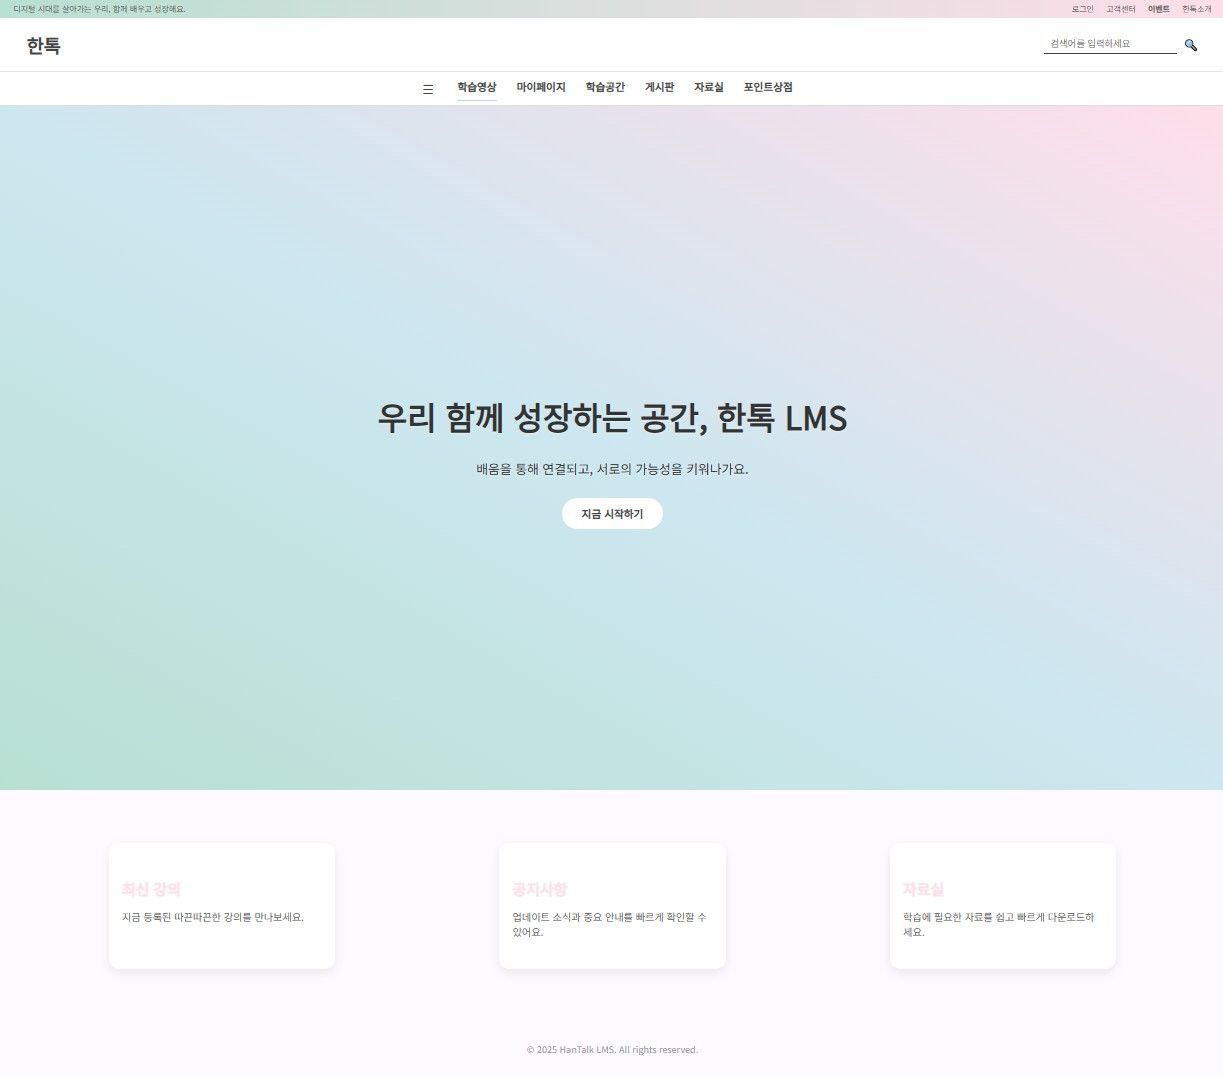 디지털 시대를 살아가는 우리, 함께 배우고 성장해요.
로그인 고객센터 이벤트 한톡소개
한톡
검색어를 입력하세요
☰ 학습영상 마이페이지 학습공간 게시판 자료실 포인트상점
우리 함께 성장하는 공간, 한톡 LMS
배움을 통해 연결되고, 서로의 가능성을 키워나가요.
지금 시작하기
최신 강의
지금 등록된 따끈따끈한 강의를 만나보세요.
공지사항
업데이트 소식과 중요 안내를 빠르게 확인할 수
있어요.
자료실
학습에 필요한 자료를 쉽고 빠르게 다운로드하
세요.
© 2025 HanTalk LMS. All rights reserved.